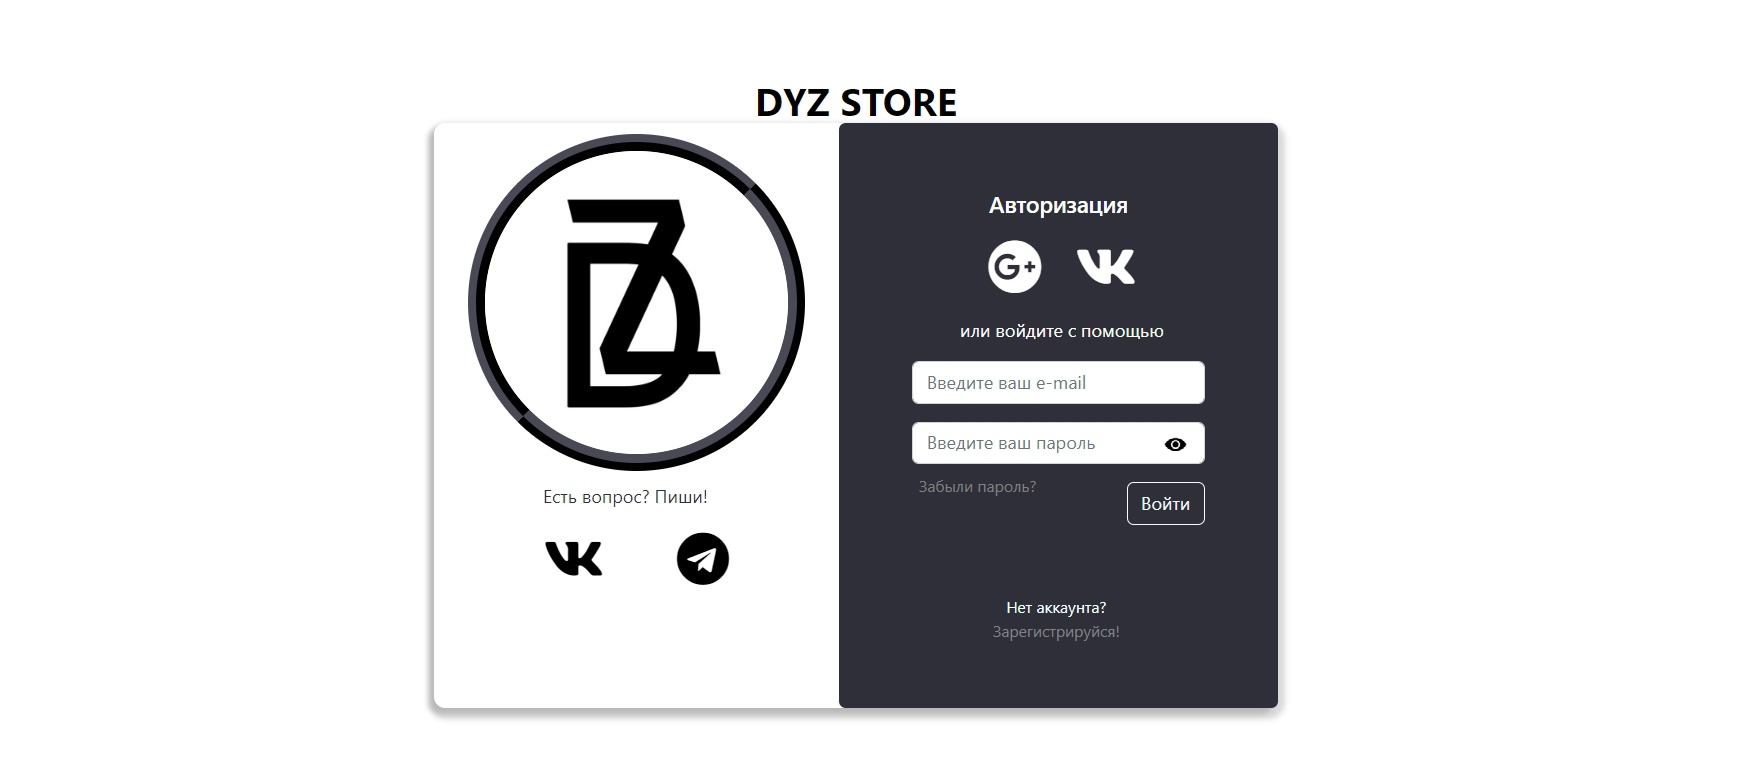 DYZ STORE
Есть вопрос? Пиши!
Авторизация
G+
или войдите с помощью
Введите ваш e-mail
Введите ваш пароль
Забыли пароль?
Войти
Нет аккаунта?
Зарегистрируйся!